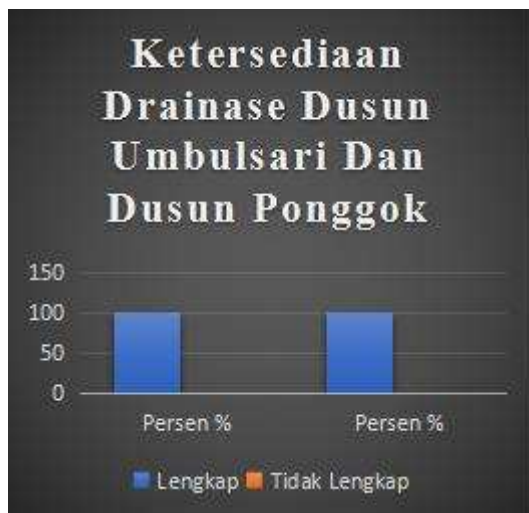 Ketersediaan
Drainase Dusun
Umbulsari Dan
Dusun Ponggok
150
100
50
0
Persen % Persen %
Lengkap Tidak Lengkap